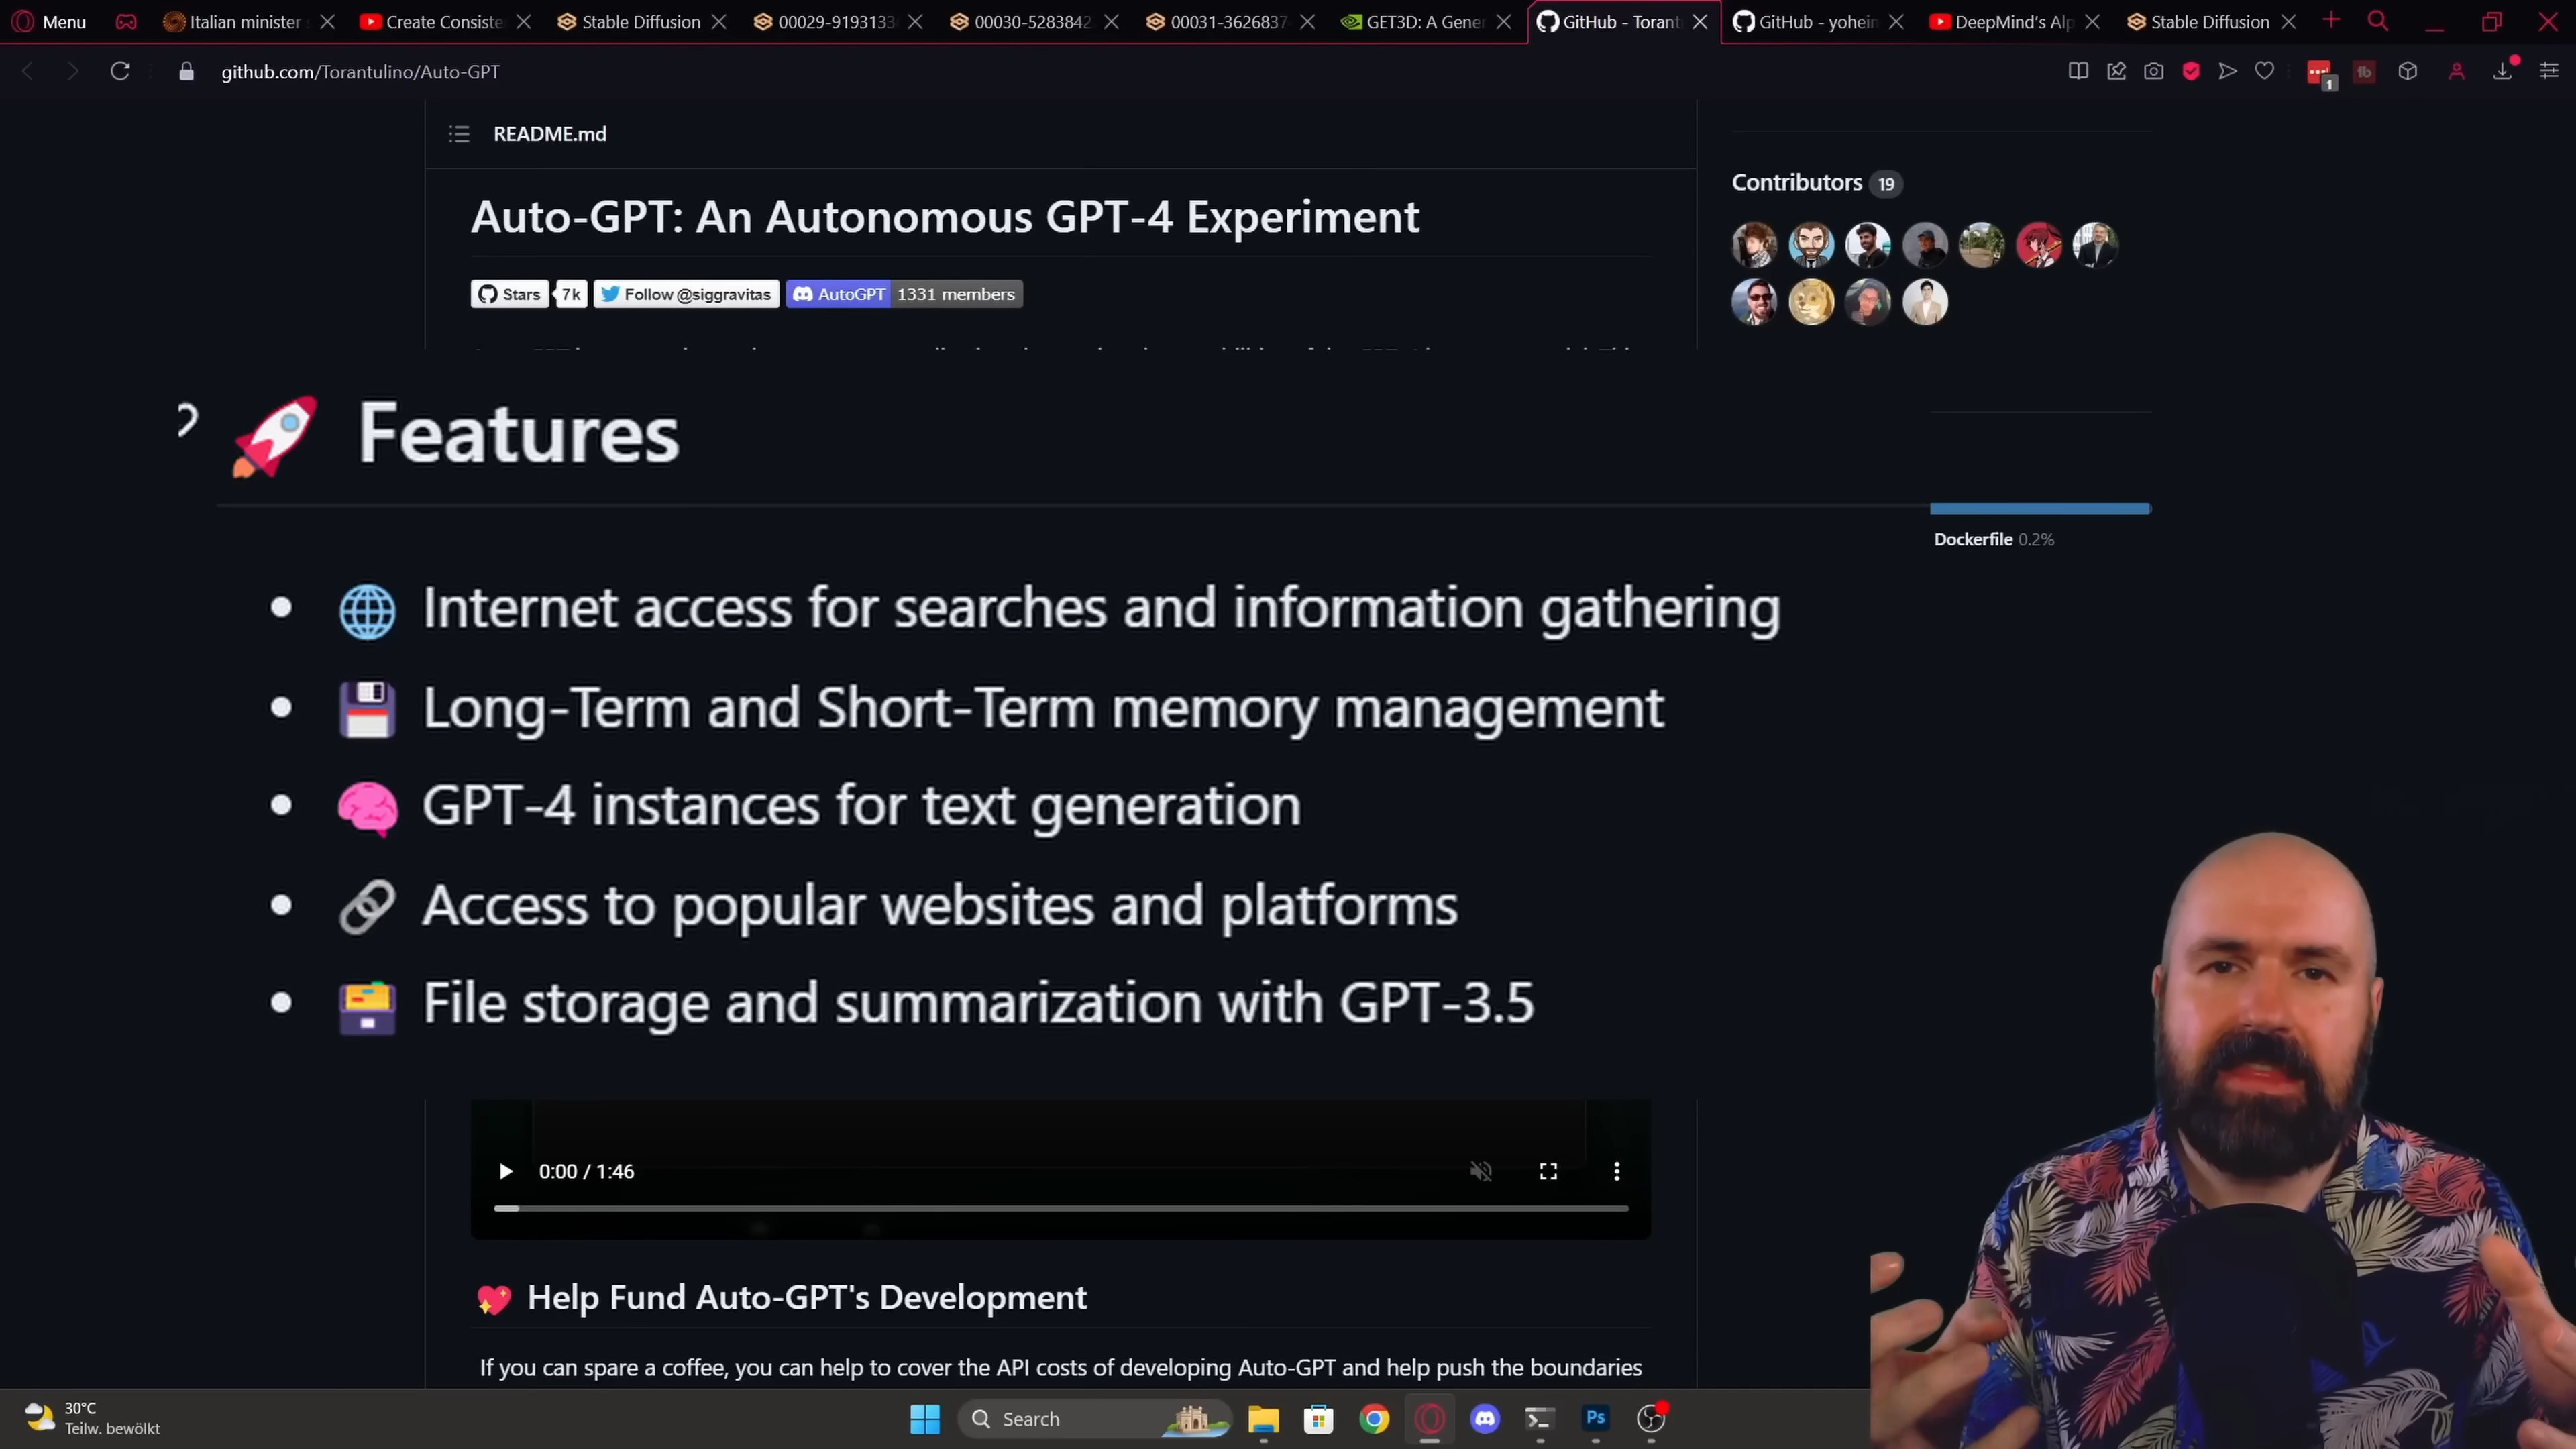 Menu
Italian minister
Create Consiste
Stable Diffusion
00029-9193133
00030-5283842
00031-3626837
GET3D: A Gener
GitHub - Torant
GitHub - yohein
DeepMind's Alp
Stable Diffusion
github.com/Torantulino/Auto-GPT
1
README.md
Contributors 19
Auto-GPT: An Autonomous GPT-4 Experiment
Stars 7k Follow @siggravitas AutoGPT 1331 members
Features
Dockerfile 0.2%
• Internet access for searches and information gathering
• Long-Term and Short-Term memory management
• GPT-4 instances for text generation
• Access to popular websites and platforms
• File storage and summarization with GPT-3.5
0:00 / 1:46
Help Fund Auto-GPT's Development
If you can spare a coffee, you can help to cover the API costs of developing Auto-GPT and help push the boundaries
30°C
Teilw. bewölkt
Search
Ps